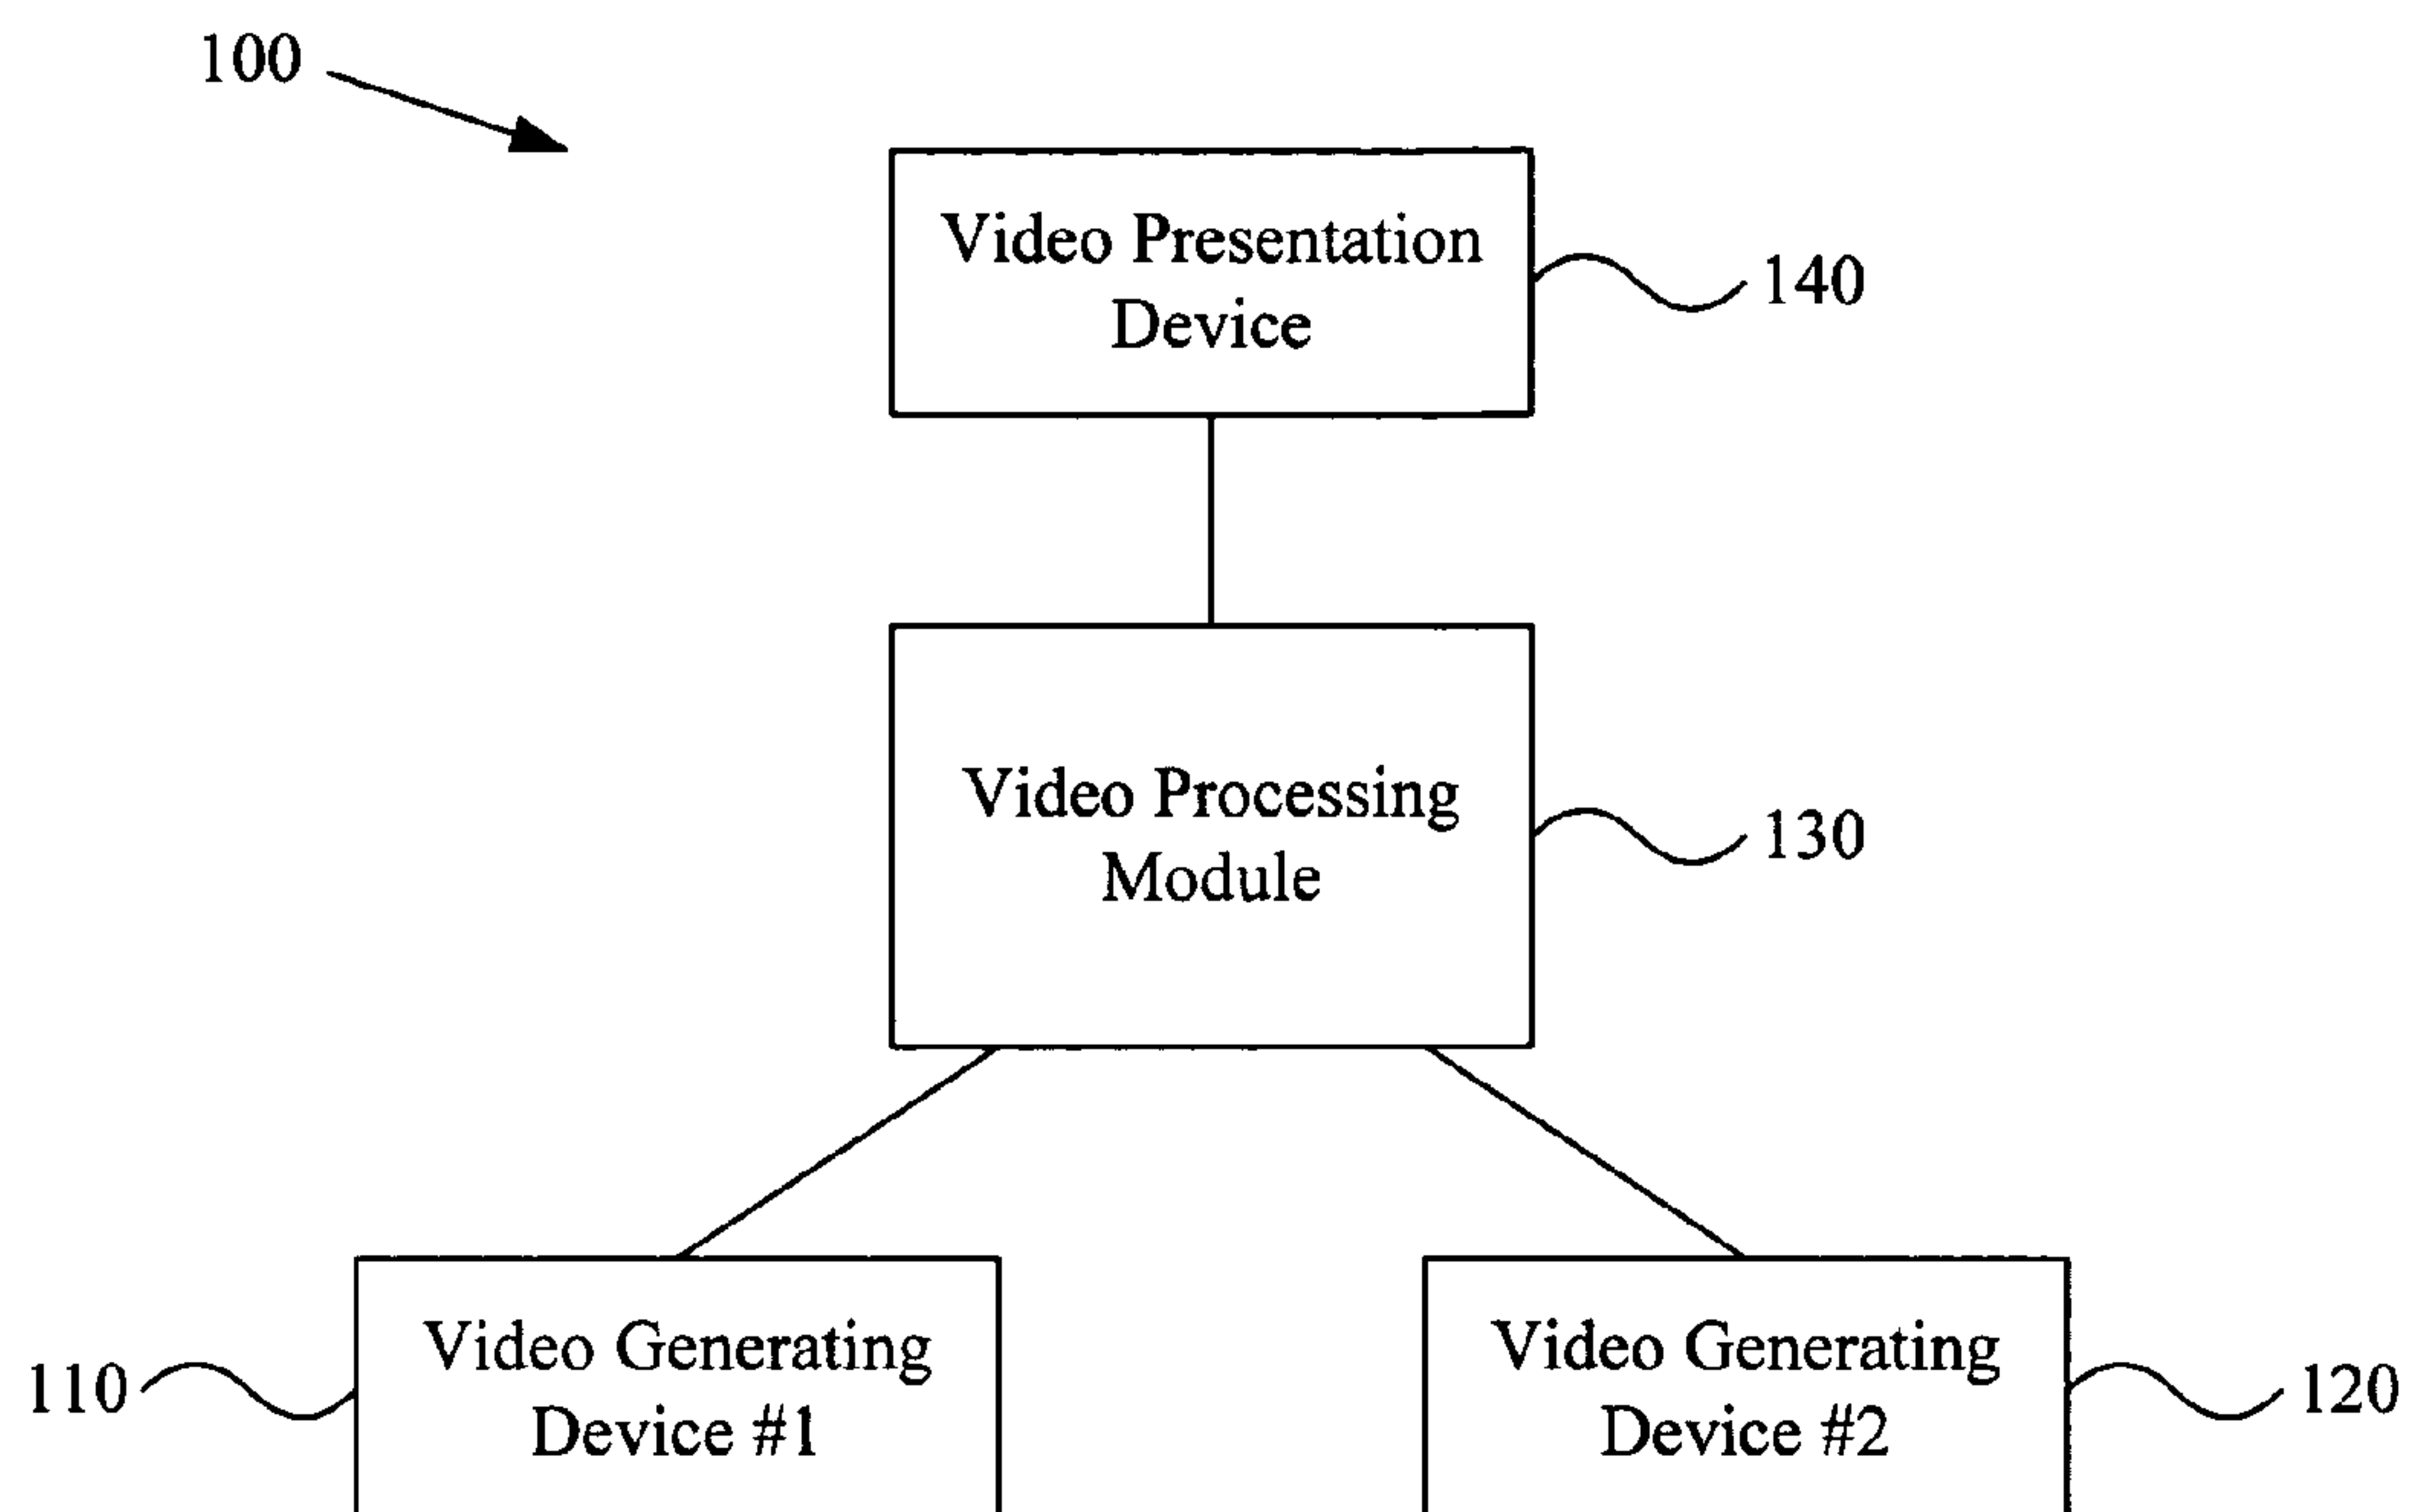 100
Video Presentation
Device
140
Video Processing
Module
130
110
Video Generating
Device #1
Video Generating
Device #2
120